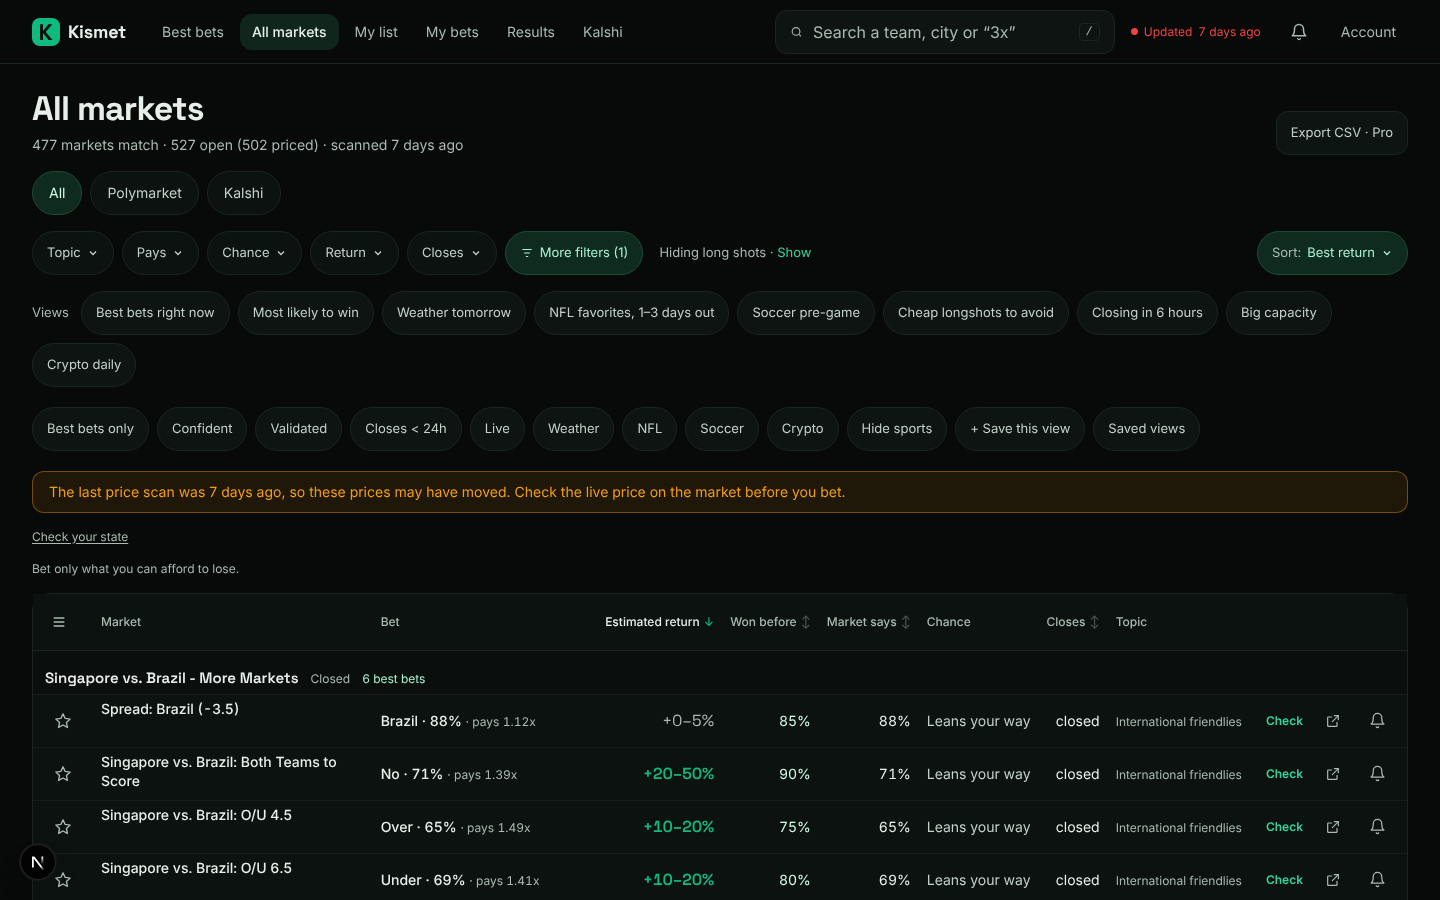 K Kismet Best bets All markets My list My bets Results Kalshi Search a team, city or “3x” / Updated 7 days ago Account
All markets
477 markets match · 527 open (502 priced) · scanned 7 days ago
Export CSV · Pro
All Polymarket Kalshi
Topic Pays Chance Return Closes More filters (1) Hiding long shots · Show Sort: Best return
Views Best bets right now Most likely to win Weather tomorrow NFL favorites, 1–3 days out Soccer pre-game Cheap longshots to avoid Closing in 6 hours Big capacity
Crypto daily
Best bets only Confident Validated Closes < 24h Live Weather NFL Soccer Crypto Hide sports + Save this view Saved views
The last price scan was 7 days ago, so these prices may have moved. Check the live price on the market before you bet.
Check your state
Bet only what you can afford to lose.
Market Bet Estimated return ↓ Won before Market says Chance Closes Topic
Singapore vs. Brazil - More Markets Closed 6 best bets
Spread: Brazil (-3.5) Brazil · 88% · pays 1.12x +0–5% 85% 88% Leans your way closed International friendlies Check
Singapore vs. Brazil: Both Teams to
Score No · 71% · pays 1.39x +20–50% 90% 71% Leans your way closed International friendlies Check
Singapore vs. Brazil: O/U 4.5 Over · 65% · pays 1.49x +10–20% 75% 65% Leans your way closed International friendlies Check
Singapore vs. Brazil: O/U 6.5 Under · 69% · pays 1.41x +10–20% 80% 69% Leans your way closed International friendlies Check
N